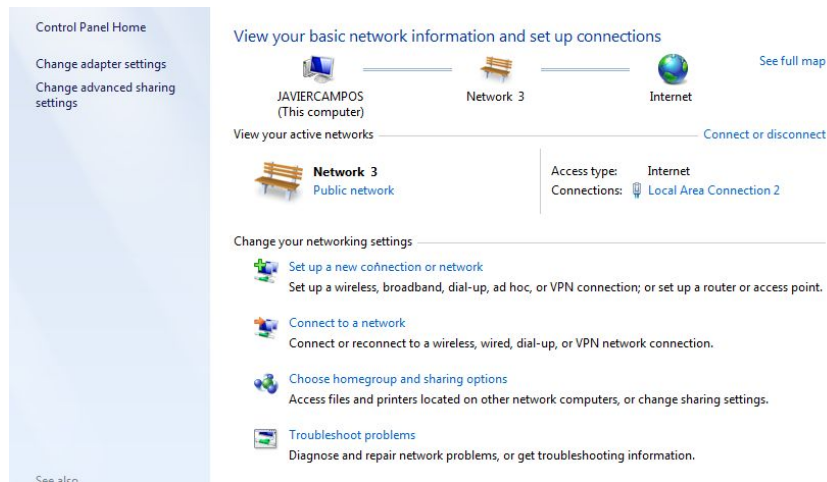 Control Panel Home
Change adapter settings
Change advanced sharing
settings
View your basic network information and set up connections
See full map
JAVIERCAMPOS
(This computer)
Network 3
Internet
View your active networks
Connect or disconnect
Network 3
Public network
Access type: Internet
Connections: Local Area Connection 2
Change your networking settings
Set up a new connection or network
Set up a wireless, broadband, dial-up, ad hoc, or VPN connection; or set up a router or access point.
Connect to a network
Connect or reconnect to a wireless, wired, dial-up, or VPN network connection.
Choose homegroup and sharing options
Access files and printers located on other network computers, or change sharing settings.
Troubleshoot problems
Diagnose and repair network problems, or get troubleshooting information.
See also